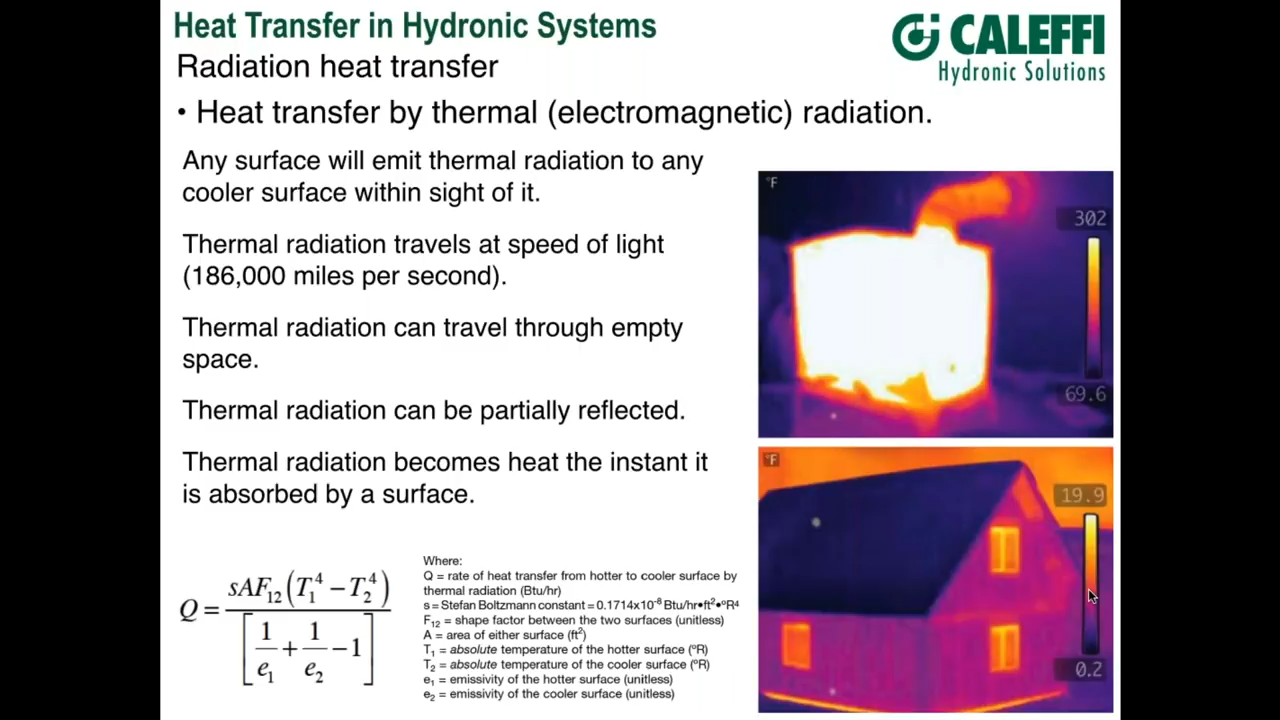 Heat Transfer in Hydronic Systems
CALEFFI
Hydronic Solutions
Radiation heat transfer
• Heat transfer by thermal (electromagnetic) radiation.
Any surface will emit thermal radiation to any
cooler surface within sight of it.
Thermal radiation travels at speed of light
(186,000 miles per second).
Thermal radiation can travel through empty
space.
Thermal radiation can be partially reflected.
Thermal radiation becomes heat the instant it
is absorbed by a surface.
°F
302
69.6
°F
19.9
0.2
Q = sAF₁₂(T₁⁴ − T₂⁴) / [1/e₁ + 1/e₂ − 1]
Where:
Q = rate of heat transfer from hotter to cooler surface by
thermal radiation (Btu/hr)
s = Stefan Boltzmann constant = 0.1714x10⁻⁸ Btu/hr•ft²•ºR⁴
F₁₂ = shape factor between the two surfaces (unitless)
A = area of either surface (ft²)
T₁ = absolute temperature of the hotter surface (ºR)
T₂ = absolute temperature of the cooler surface (ºR)
e₁ = emissivity of the hotter surface (unitless)
e₂ = emissivity of the cooler surface (unitless)